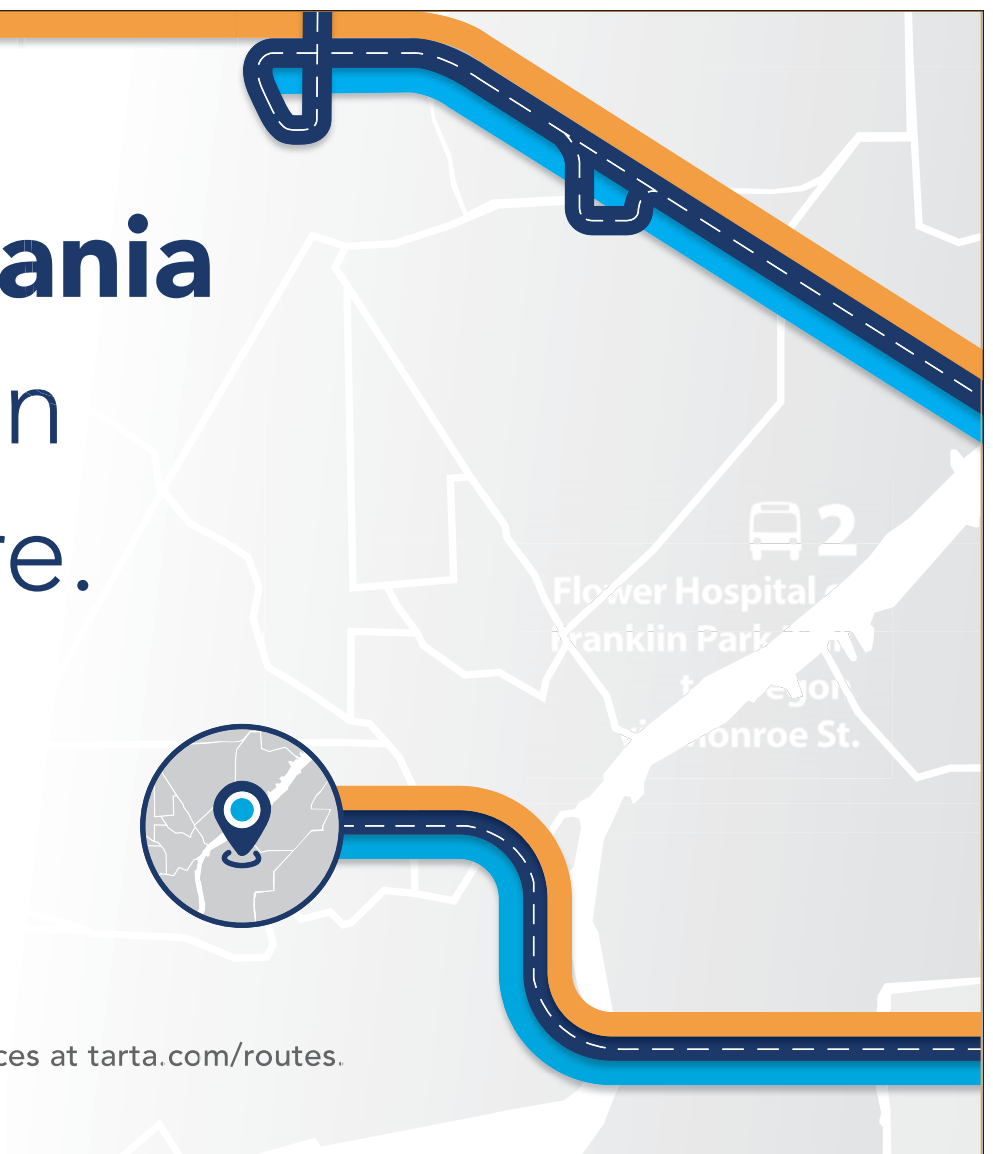 ania
n
re.
2
Flower Hospital
Franklin Park
Monroe St.
ces at tarta.com/routes.